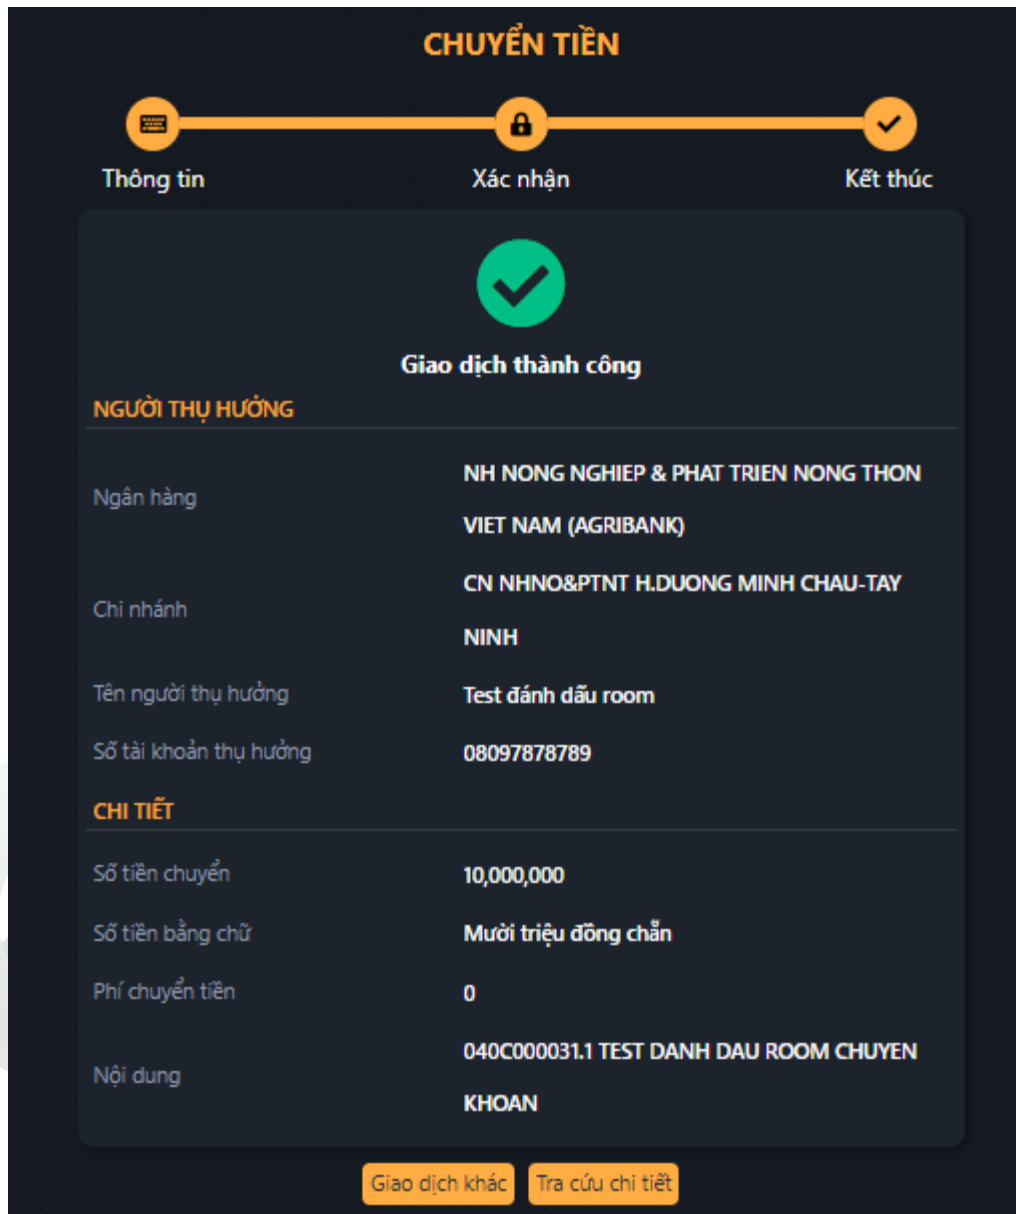 CHUYỂN TIỀN
Thông tin
Xác nhận
Kết thúc
Giao dịch thành công
NGƯỜI THỤ HƯỞNG
Ngân hàng
NH NONG NGHIEP & PHAT TRIEN NONG THON
VIET NAM (AGRIBANK)
Chi nhánh
CN NHNO&PTNT H.DUONG MINH CHAU-TAY
NINH
Tên người thụ hưởng
Test đánh dấu room
Số tài khoản thụ hưởng
08097878789
CHI TIẾT
Số tiền chuyển
10,000,000
Số tiền bằng chữ
Mười triệu đồng chẵn
Phí chuyển tiền
0
Nội dung
040C000031.1 TEST DANH DAU ROOM CHUYEN
KHOAN
Giao dịch khác
Tra cứu chi tiết